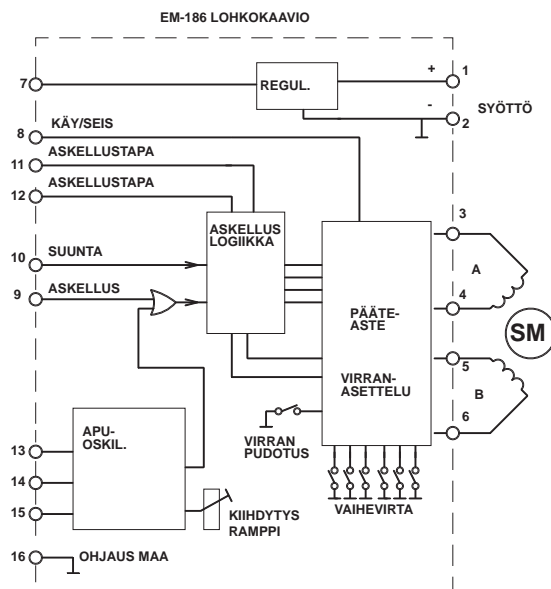 EM-186 LOHKOKAAVIO
7
REGUL.
+
1
-
2
SYÖTTÖ
8
KÄY/SEIS
11
ASKELLUSTAPA
12
ASKELLUSTAPA
10
SUUNTA
9
ASKELLUS
ASKELLUS
LOGIIKKA
PÄÄTE-
ASTE
VIRRAN-
ASETTELU
3
A
4
SM
5
B
6
VIRRAN
PUDOTUS
VAIHEVIRTA
APU-
OSKIL.
13
14
15
KIIHDYTYS
RAMPPI
16
OHJAUS MAA